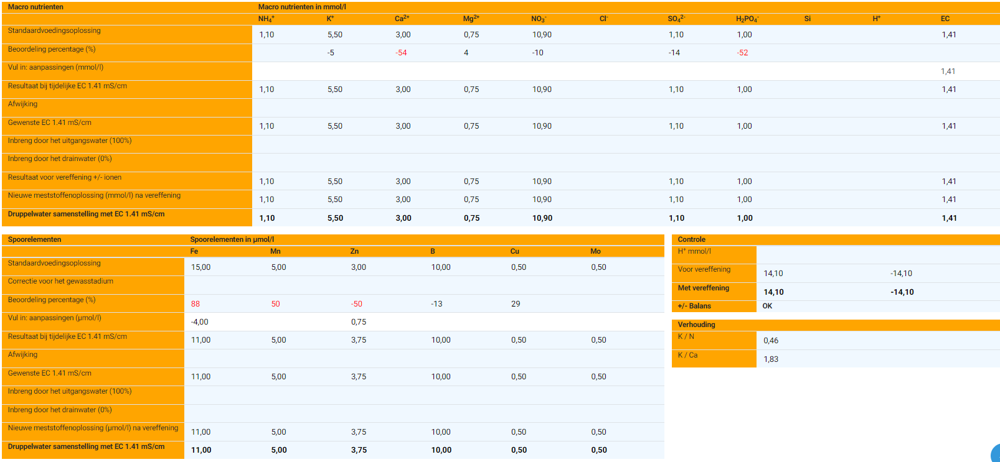 Macro nutrienten Macro nutrienten in mmol/l
NH₄⁺ K⁺ Ca²⁺ Mg²⁺ NO₃⁻ Cl⁻ SO₄²⁻ H₂PO₄⁻ Si H⁺ EC
Standaardvoedingsoplossing 1,10 5,50 3,00 0,75 10,90 1,10 1,00 1,41
Beoordeling percentage (%) -5 -54 4 -10 -14 -52
Vul in: aanpassingen (mmol/l) 1,41
Resultaat bij tijdelijke EC 1.41 mS/cm 1,10 5,50 3,00 0,75 10,90 1,10 1,00 1,41
Afwijking
Gewenste EC 1.41 mS/cm 1,10 5,50 3,00 0,75 10,90 1,10 1,00 1,41
Inbreng door het uitgangswater (100%)
Inbreng door het drainwater (0%)
Resultaat voor vereffening +/- ionen 1,10 5,50 3,00 0,75 10,90 1,10 1,00 1,41
Nieuwe meststoffenoplossing (mmol/l) na vereffening 1,10 5,50 3,00 0,75 10,90 1,10 1,00 1,41
Druppelwater samenstelling met EC 1.41 mS/cm 1,10 5,50 3,00 0,75 10,90 1,10 1,00 1,41
Spoorelementen Spoorelementen in µmol/l
Fe Mn Zn B Cu Mo
Standaardvoedingsoplossing 15,00 5,00 3,00 10,00 0,50 0,50
Correctie voor het gewasstadium
Beoordeling percentage (%) 88 50 -50 -13 29
Vul in: aanpassingen (µmol/l) -4,00 0,75
Resultaat bij tijdelijke EC 1.41 mS/cm 11,00 5,00 3,75 10,00 0,50 0,50
Afwijking
Gewenste EC 1.41 mS/cm 11,00 5,00 3,75 10,00 0,50 0,50
Inbreng door het uitgangswater (100%)
Inbreng door het drainwater (0%)
Nieuwe meststoffenoplossing (µmol/l) na vereffening 11,00 5,00 3,75 10,00 0,50 0,50
Druppelwater samenstelling met EC 1.41 mS/cm 11,00 5,00 3,75 10,00 0,50 0,50
Controle
H⁺ mmol/l
Voor vereffening 14,10 -14,10
Met vereffening 14,10 -14,10
+/- Balans OK
Verhouding
K / N 0,46
K / Ca 1,83